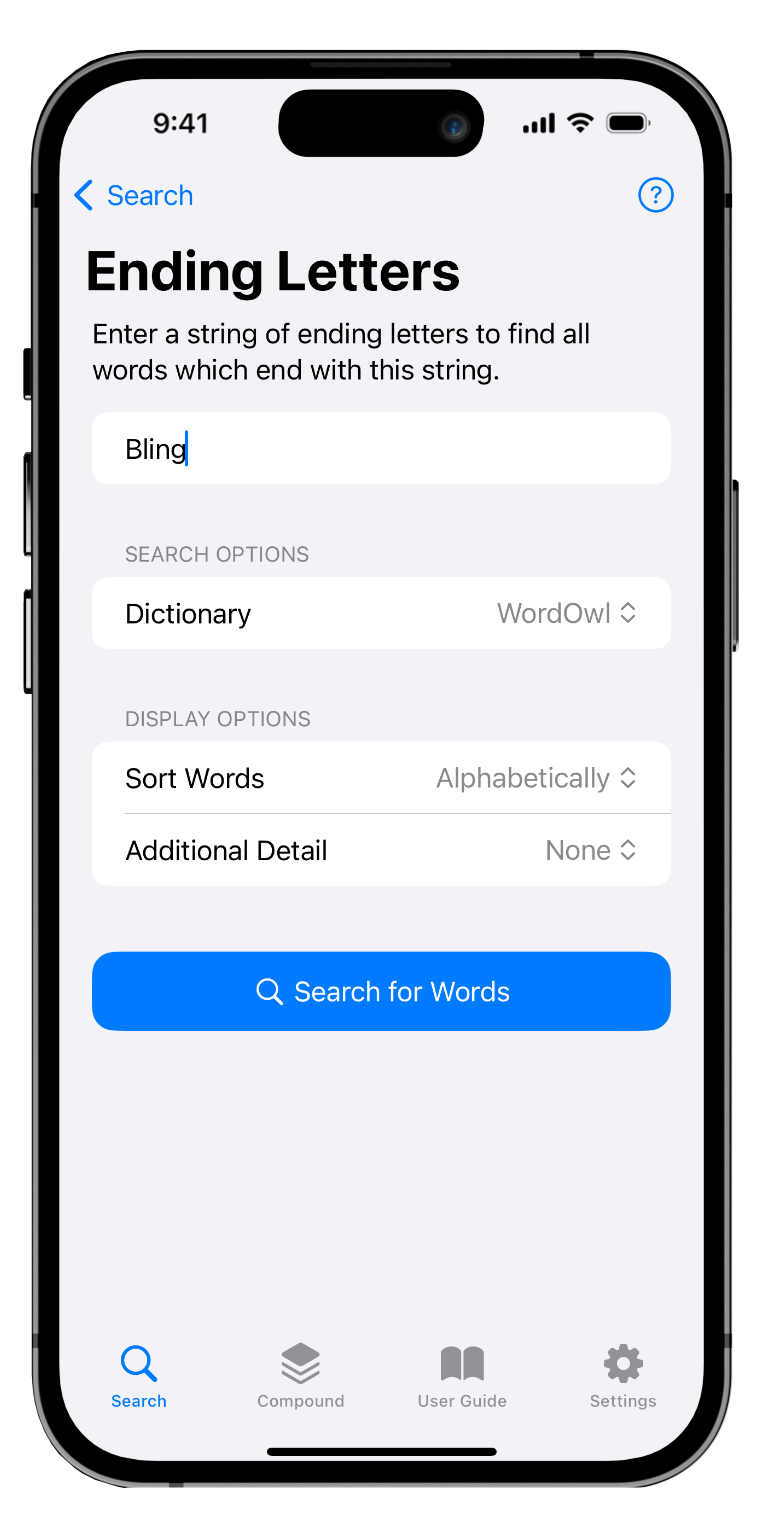 9:41
Search
?
Ending Letters
Enter a string of ending letters to find all
words which end with this string.
Bling
SEARCH OPTIONS
Dictionary WordOwl
DISPLAY OPTIONS
Sort Words Alphabetically
Additional Detail None
Search for Words
Search Compound User Guide Settings